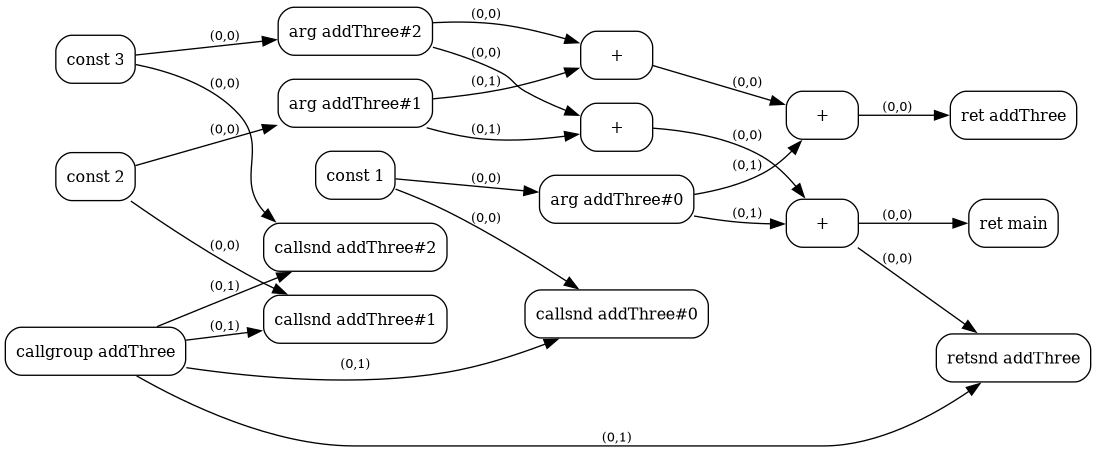 const 3
(0,0)
arg addThree#2
(0,0)
+
(0,0)
(0,0)
(0,0)
arg addThree#1
(0,1)
(0,1)
+
(0,0)
(0,0)
+
(0,0)
ret addThree
const 2
(0,0)
const 1
(0,0)
arg addThree#0
(0,1)
(0,1)
+
(0,0)
ret main
(0,0)
callsnd addThree#2
(0,0)
(0,0)
(0,1)
callsnd addThree#1
(0,1)
callsnd addThree#0
callgroup addThree
(0,1)
retsnd addThree
(0,1)